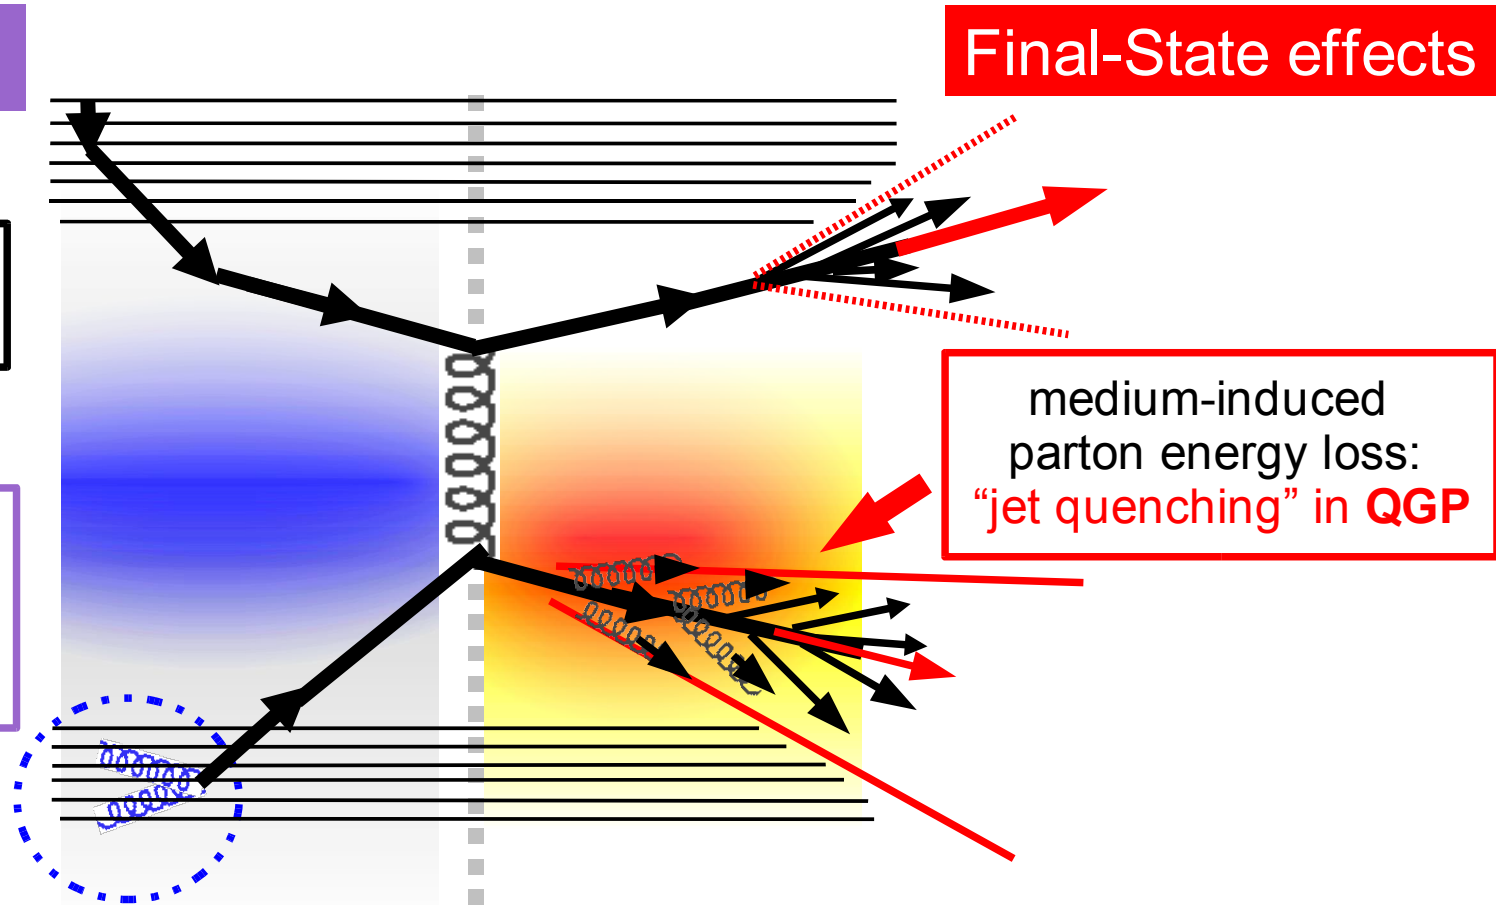 Final-State effects
medium-induced
parton energy loss:
“jet quenching” in QGP